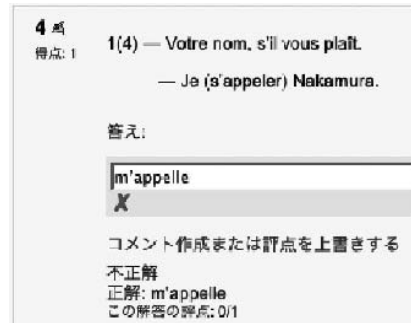 4
得点: 1
1(4) — Votre nom, s'il vous plaît.
— Je (s'appeler) Nakamura.
答え:
m'appelle
コメント作成または評点を上書きする
不正解
正解: m'appelle
この解答の評点: 0/1